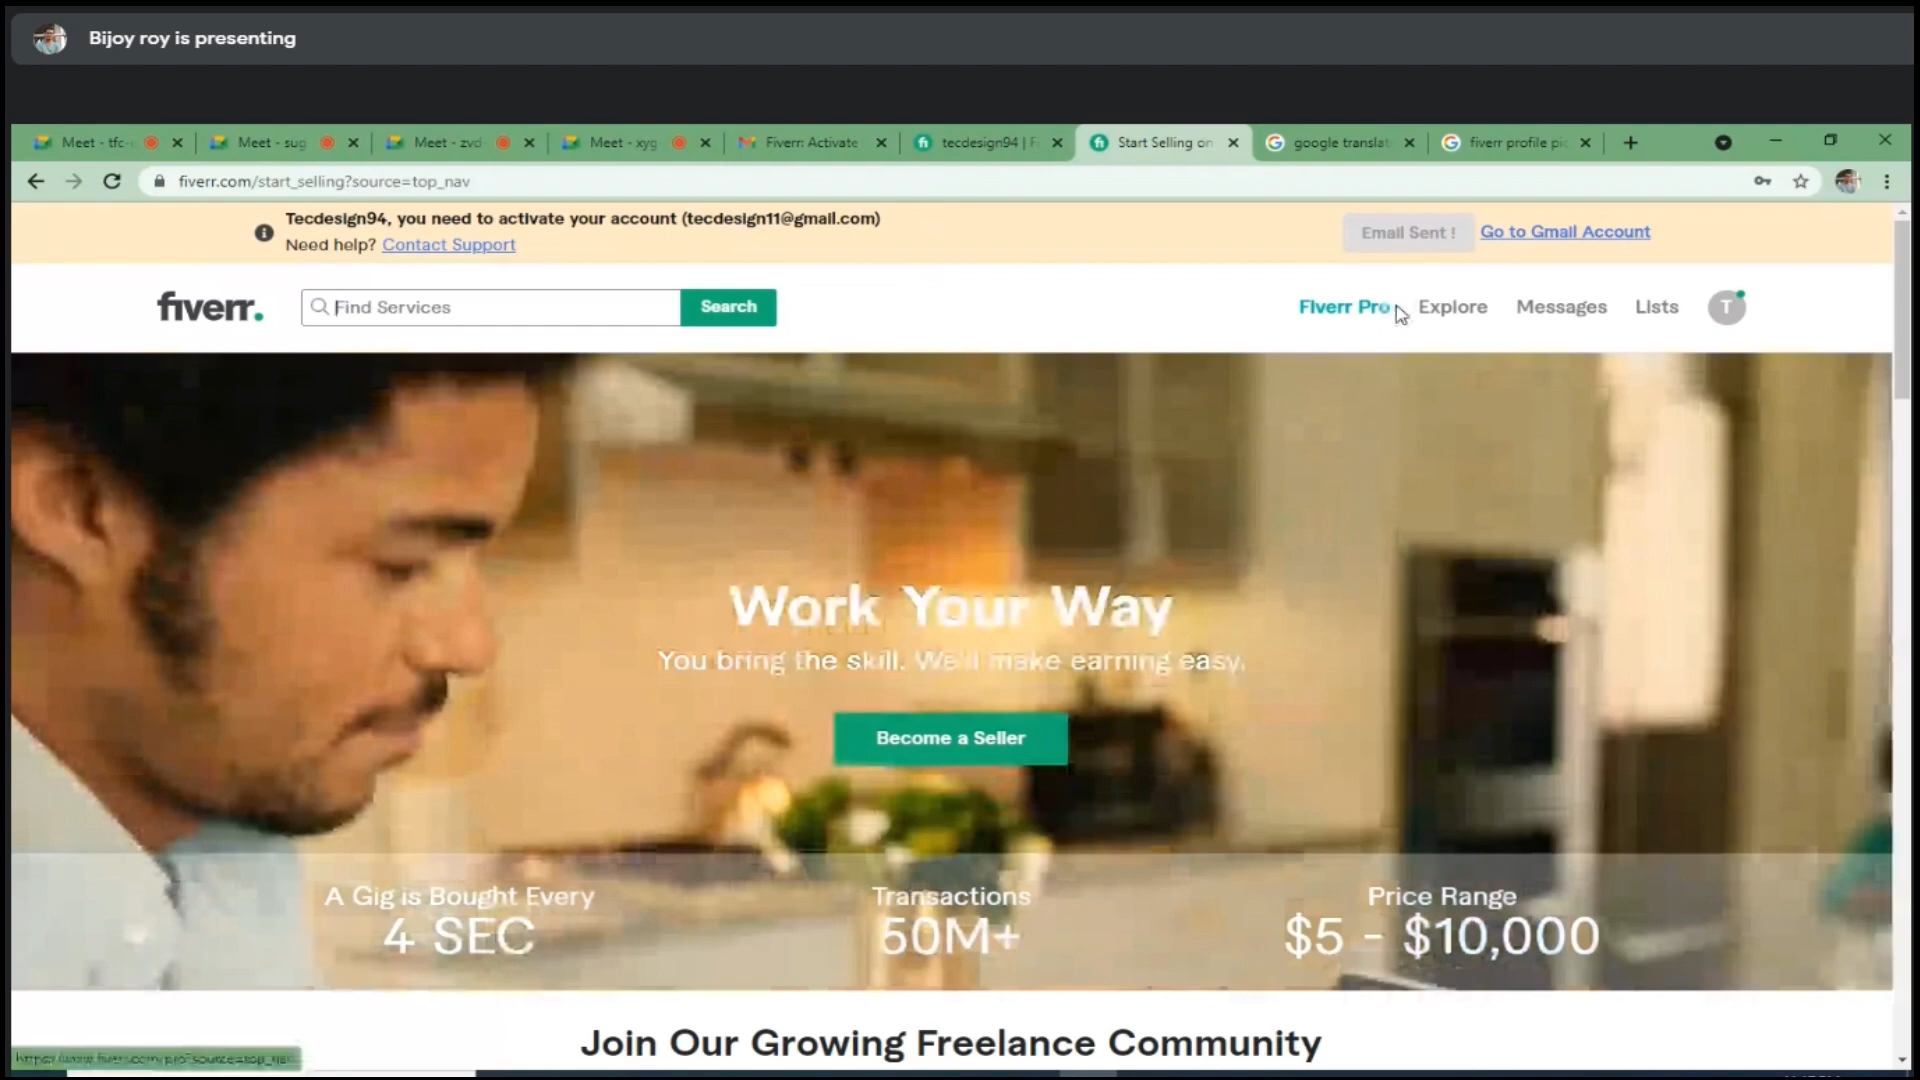 Bijoy roy is presenting
Meet - tfc-
Meet - sug
Meet - zvd
Meet - xyg
Fiverr: Activate
tecdesign94 | F
Start Selling on
google translat
fiverr profile pic
fiverr.com/start_selling?source=top_nav
Tecdesign94, you need to activate your account (tecdesign11@gmail.com)
Need help? Contact Support
Email Sent !
Go to Gmail Account
fiverr.
Find Services
Search
Fiverr Pro
Explore
Messages
Lists
T
Work Your Way
You bring the skill. We'll make earning easy.
Become a Seller
A Gig is Bought Every
4 SEC
Transactions
50M+
Price Range
$5 - $10,000
Join Our Growing Freelance Community